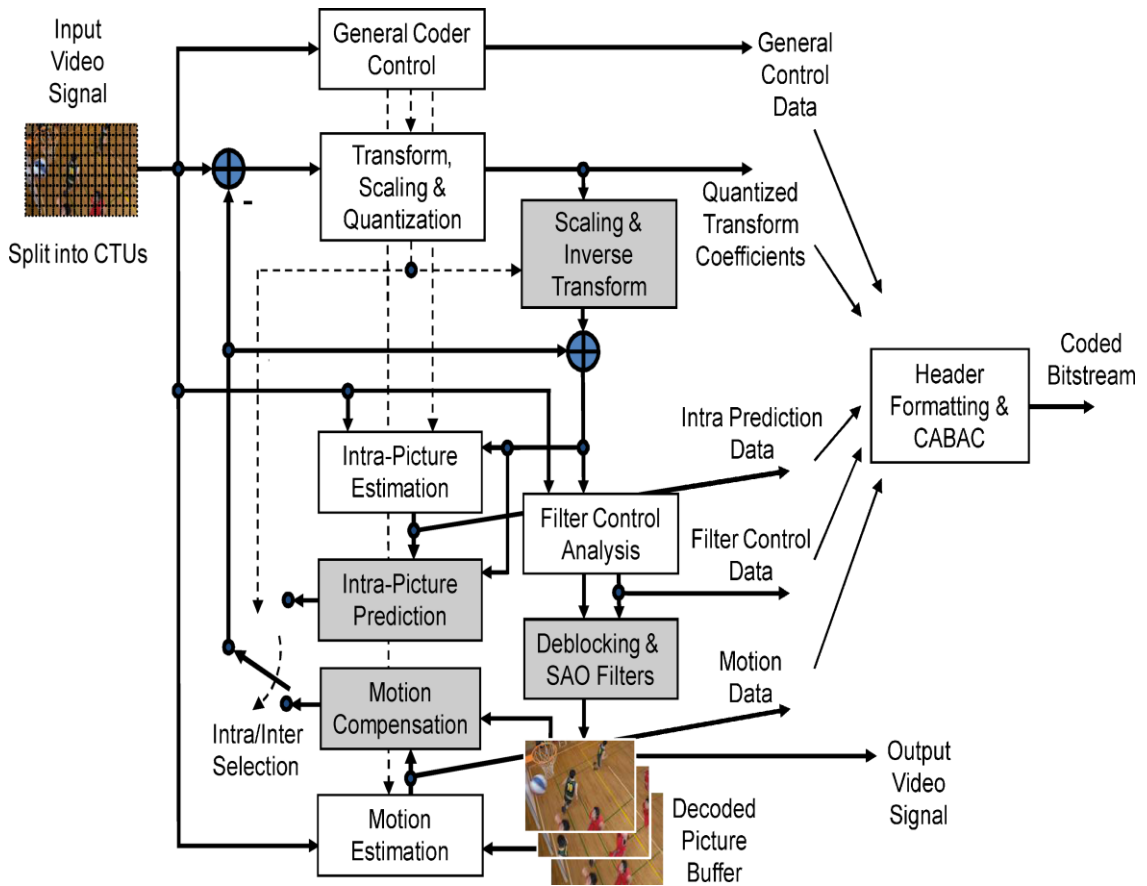 Input
Video
Signal
Split into CTUs
General Coder
Control
General
Control
Data
Transform,
Scaling &
Quantization
-
Quantized
Transform
Coefficients
Scaling &
Inverse
Transform
Header
Formatting &
CABAC
Coded
Bitstream
Intra-Picture
Estimation
Intra Prediction
Data
Filter Control
Analysis
Filter Control
Data
Intra-Picture
Prediction
Deblocking &
SAO Filters
Motion
Compensation
Motion
Data
Intra/Inter
Selection
Motion
Estimation
Decoded
Picture
Buffer
Output
Video
Signal